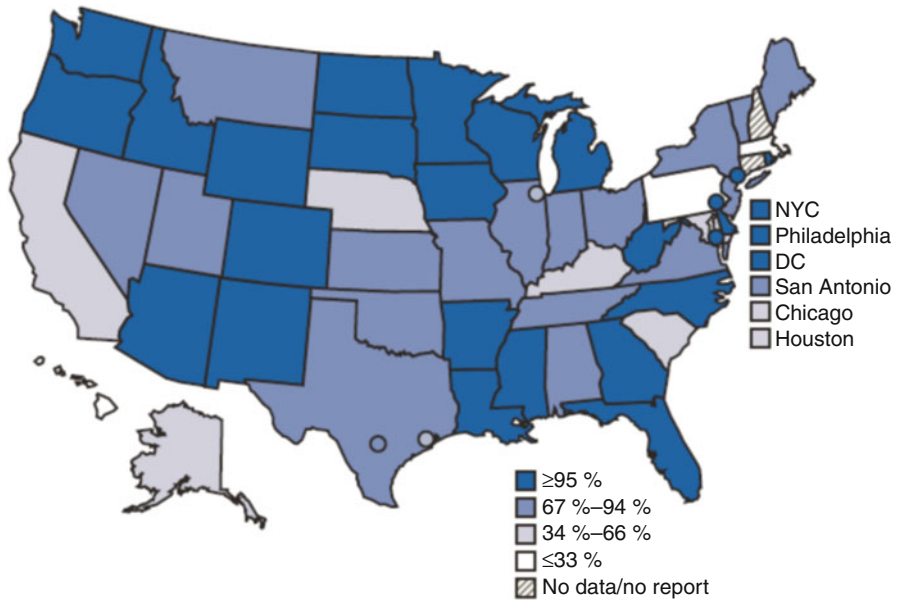 NYC
Philadelphia
DC
San Antonio
Chicago
Houston
≥95 %
67 %–94 %
34 %–66 %
≤33 %
No data/no report